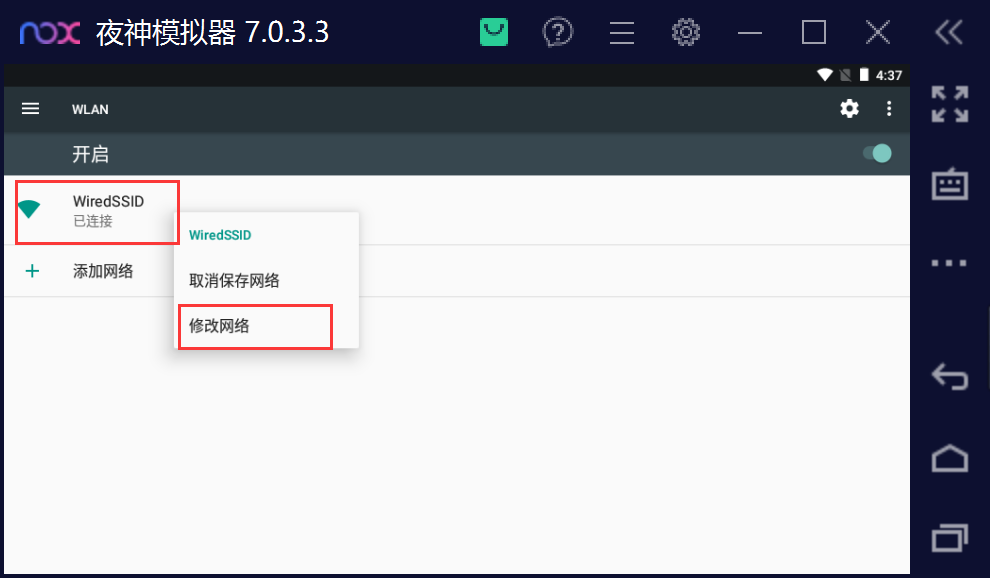 nox 夜神模拟器 7.0.3.3
4:37
WLAN
开启
WiredSSID
已连接
WiredSSID
取消保存网络
添加网络
修改网络